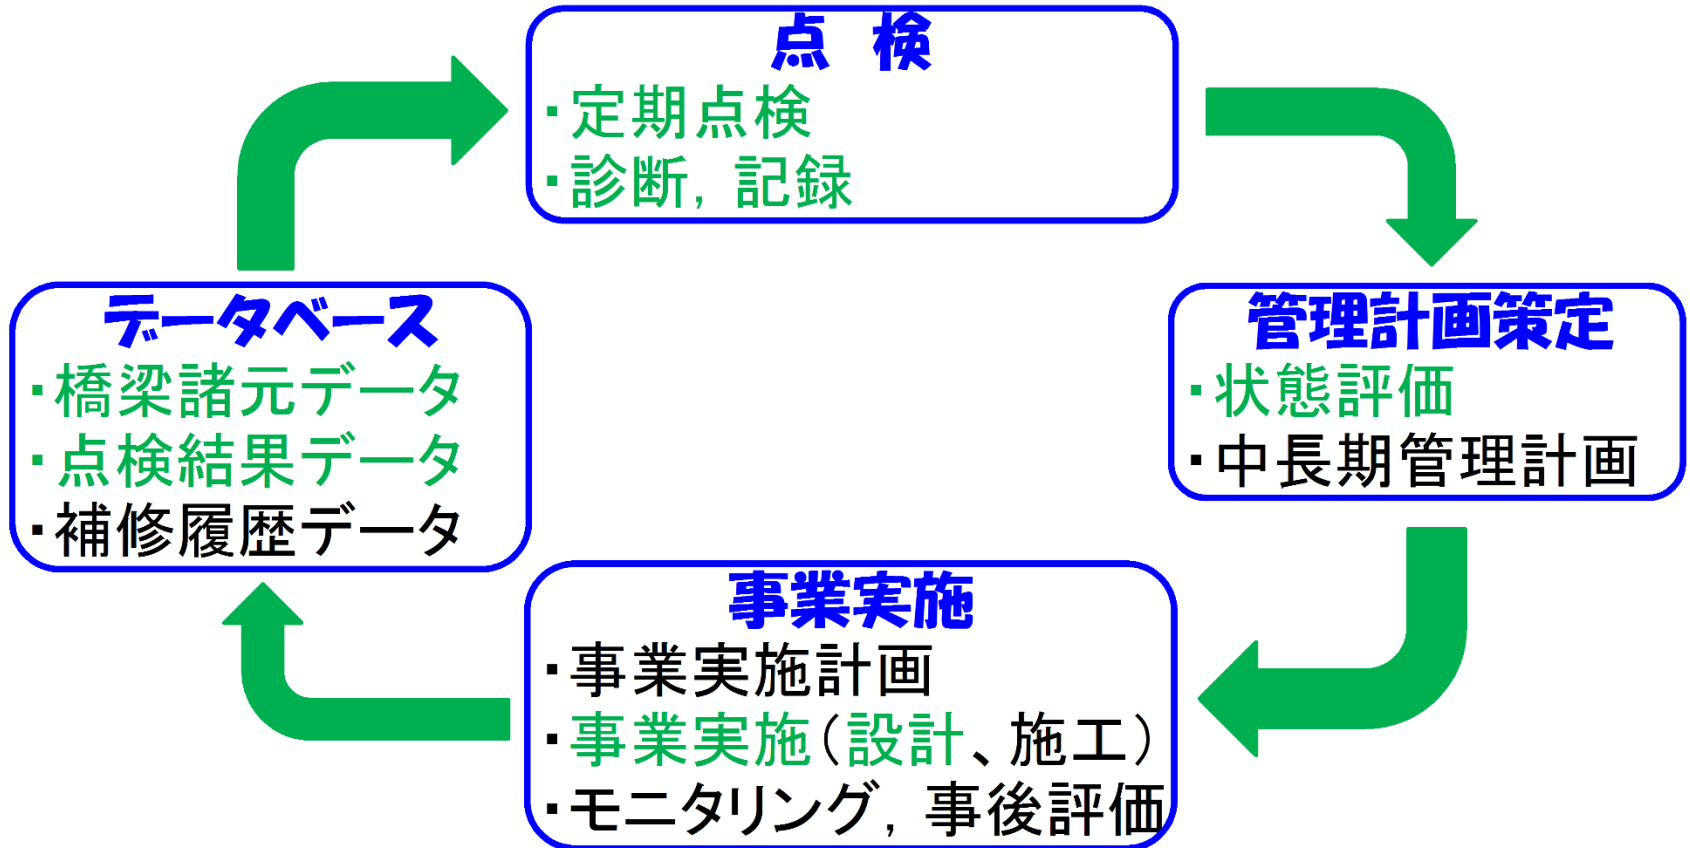 点 検
・定期点検
・診断, 記録
データベース
・橋梁諸元データ
・点検結果データ
・補修履歴データ
管理計画策定
・状態評価
・中長期管理計画
事業実施
・事業実施計画
・事業実施(設計、施工)
・モニタリング, 事後評価